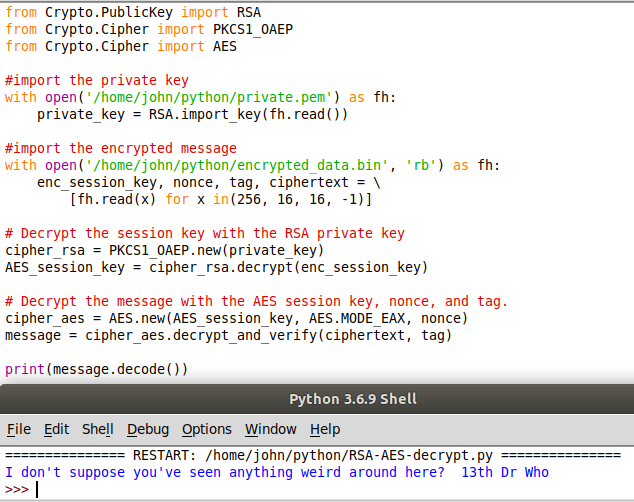 from Crypto.PublicKey import RSA
from Crypto.Cipher import PKCS1_OAEP
from Crypto.Cipher import AES

#import the private key
with open('/home/john/python/private.pem') as fh:
    private_key = RSA.import_key(fh.read())

#import the encrypted message
with open('/home/john/python/encrypted_data.bin', 'rb') as fh:
    enc_session_key, nonce, tag, ciphertext = \
        [fh.read(x) for x in(256, 16, 16, -1)]

# Decrypt the session key with the RSA private key
cipher_rsa = PKCS1_OAEP.new(private_key)
AES_session_key = cipher_rsa.decrypt(enc_session_key)

# Decrypt the message with the AES session key, nonce, and tag.
cipher_aes = AES.new(AES_session_key, AES.MODE_EAX, nonce)
message = cipher_aes.decrypt_and_verify(ciphertext, tag)

print(message.decode())
Python 3.6.9 Shell
File Edit Shell Debug Options Window Help
=============== RESTART: /home/john/python/RSA-AES-decrypt.py ===============
I don't suppose you've seen anything weird around here?  13th Dr Who
>>>